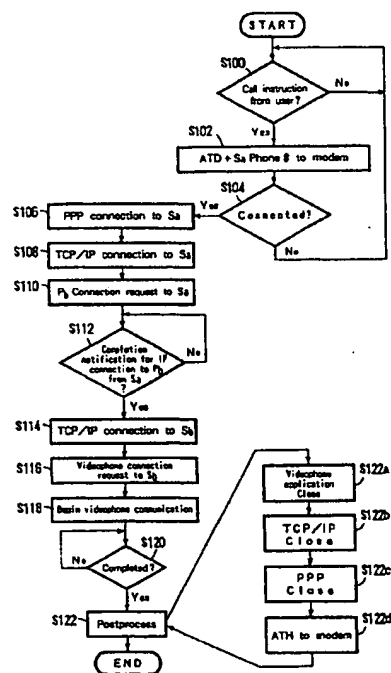 START
S100
Call instruction
from user?
No
Yes
S102
ATD + Sa Phone # to modem
S104
Connected?
Yes
No
S106
PPP connection to Sa
S108
TCP/IP connection to Sa
S110
Pb Connection request to Sa
S112
Completion
notification for IP
connection to Pb
from Sa
?
No
Yes
S114
TCP/IP connection to Sb
S116
Videophone connection
request to Sb
S118
Begin videophone communication
S120
Completed?
No
Yes
S122
Postprocess
END
S122a
Videophone
application
Close
S122b
TCP/IP
Close
S122c
PPP
Close
S122d
ATH to modem